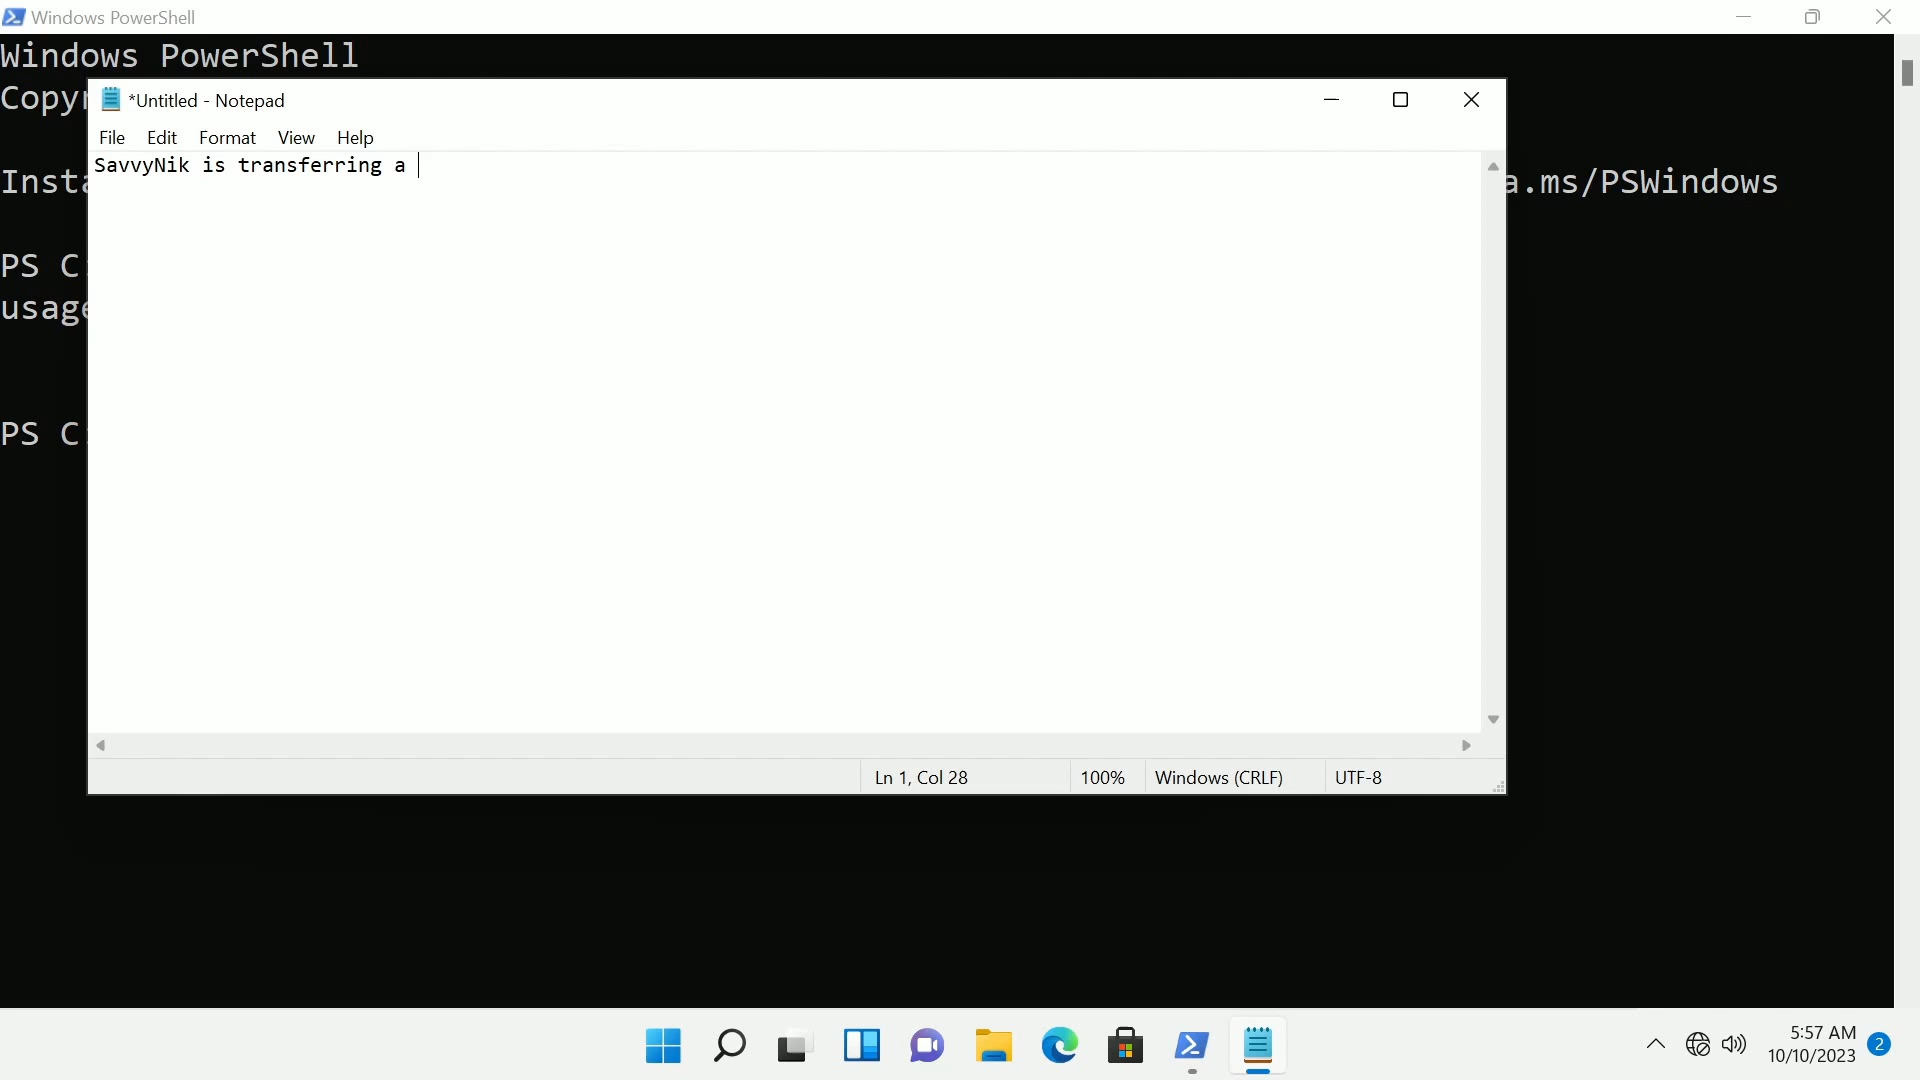 Windows PowerShell
Windows PowerShell
*Untitled - Notepad
File Edit Format View Help
SavvyNik is transferring a
a.ms/PSWindows
PS C:
PS C:
Ln 1, Col 28 100% Windows (CRLF) UTF-8
5:57 AM
10/10/2023 2